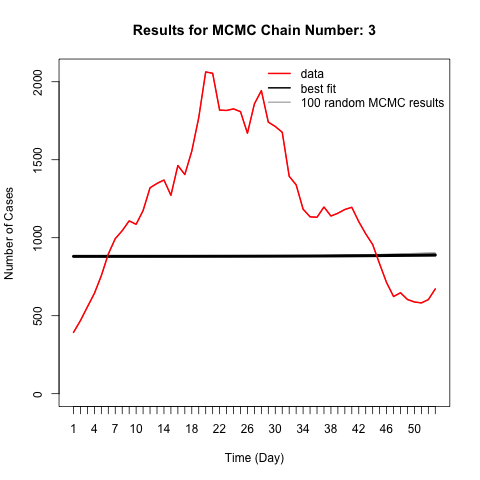 Results for MCMC Chain Number: 3
data
best fit
100 random MCMC results
Number of Cases
2000
1500
1000
500
0
1 4 7 10 14 18 22 26 30 34 38 42 46 50
Time (Day)